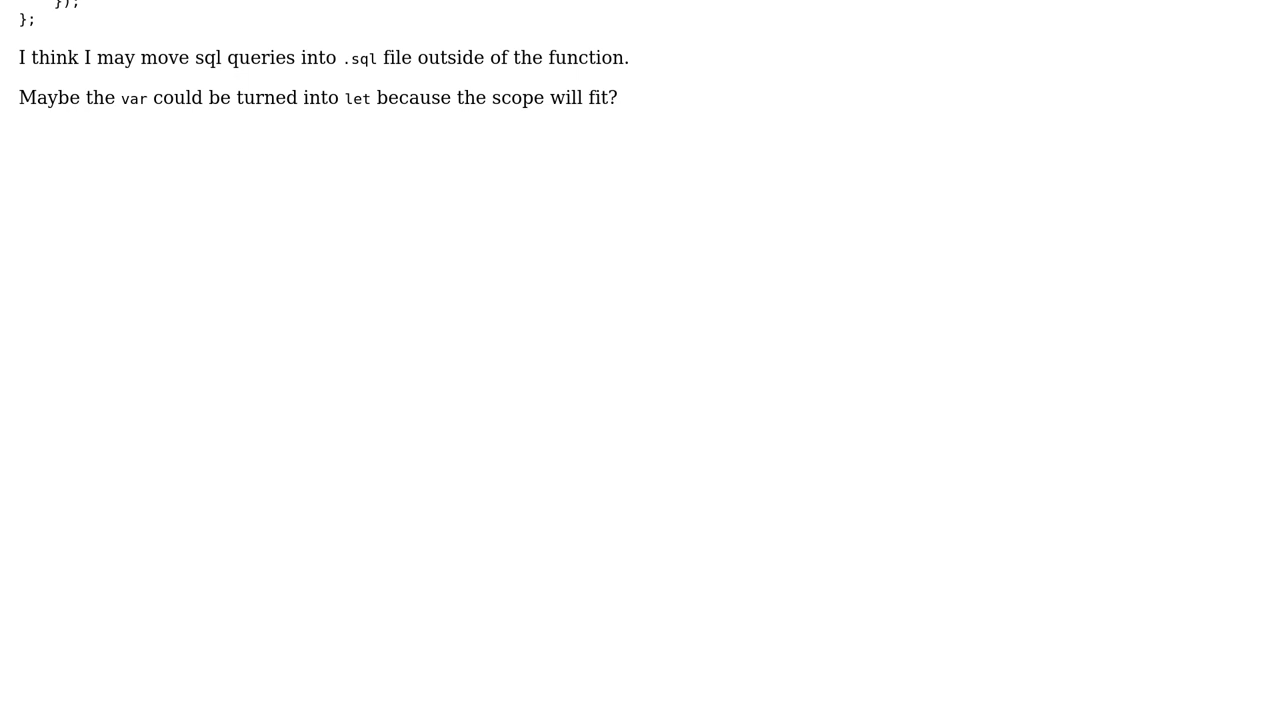 });
};
I think I may move sql queries into .sql file outside of the function.
Maybe the var could be turned into let because the scope will fit?